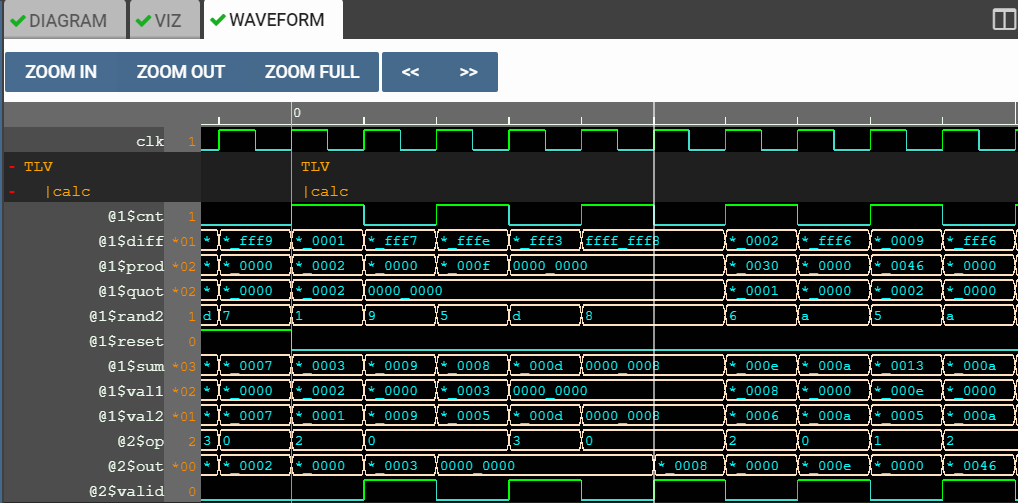 DIAGRAM VIZ WAVEFORM
ZOOM IN ZOOM OUT ZOOM FULL << >>
0
clk 1
- TLV TLV
- |calc |calc
@1$cnt 1
@1$diff *01 * *_fff9 *_0001 *_fff7 *_fffe *_fff3 ffff_fff8 *_0002 *_fff6 *_0009 *_fff6
@1$prod *02 * *_0000 *_0002 *_0000 *_000f 0000_0000 *_0030 *_0000 *_0046 *_0000
@1$quot *02 * *_0000 *_0002 0000_0000 *_0001 *_0000 *_0002 *_0000
@1$rand2 1 d 7 1 9 5 d 8 6 a 5 a
@1$reset 0
@1$sum *03 * *_0007 *_0003 *_0009 *_0008 *_000d 0000_0008 *_000e *_000a *_0013 *_000a
@1$val1 *02 * *_0000 *_0002 *_0000 *_0003 0000_0000 *_0008 *_0000 *_000e *_0000
@1$val2 *01 * *_0007 *_0001 *_0009 *_0005 *_000d 0000_0008 *_0006 *_000a *_0005 *_000a
@2$op 2 3 0 2 0 3 0 2 0 1 2
@2$out *00 * *_0002 *_0000 *_0003 0000_0000 *_0008 *_0000 *_000e *_0000 *_0046
@2$valid 0